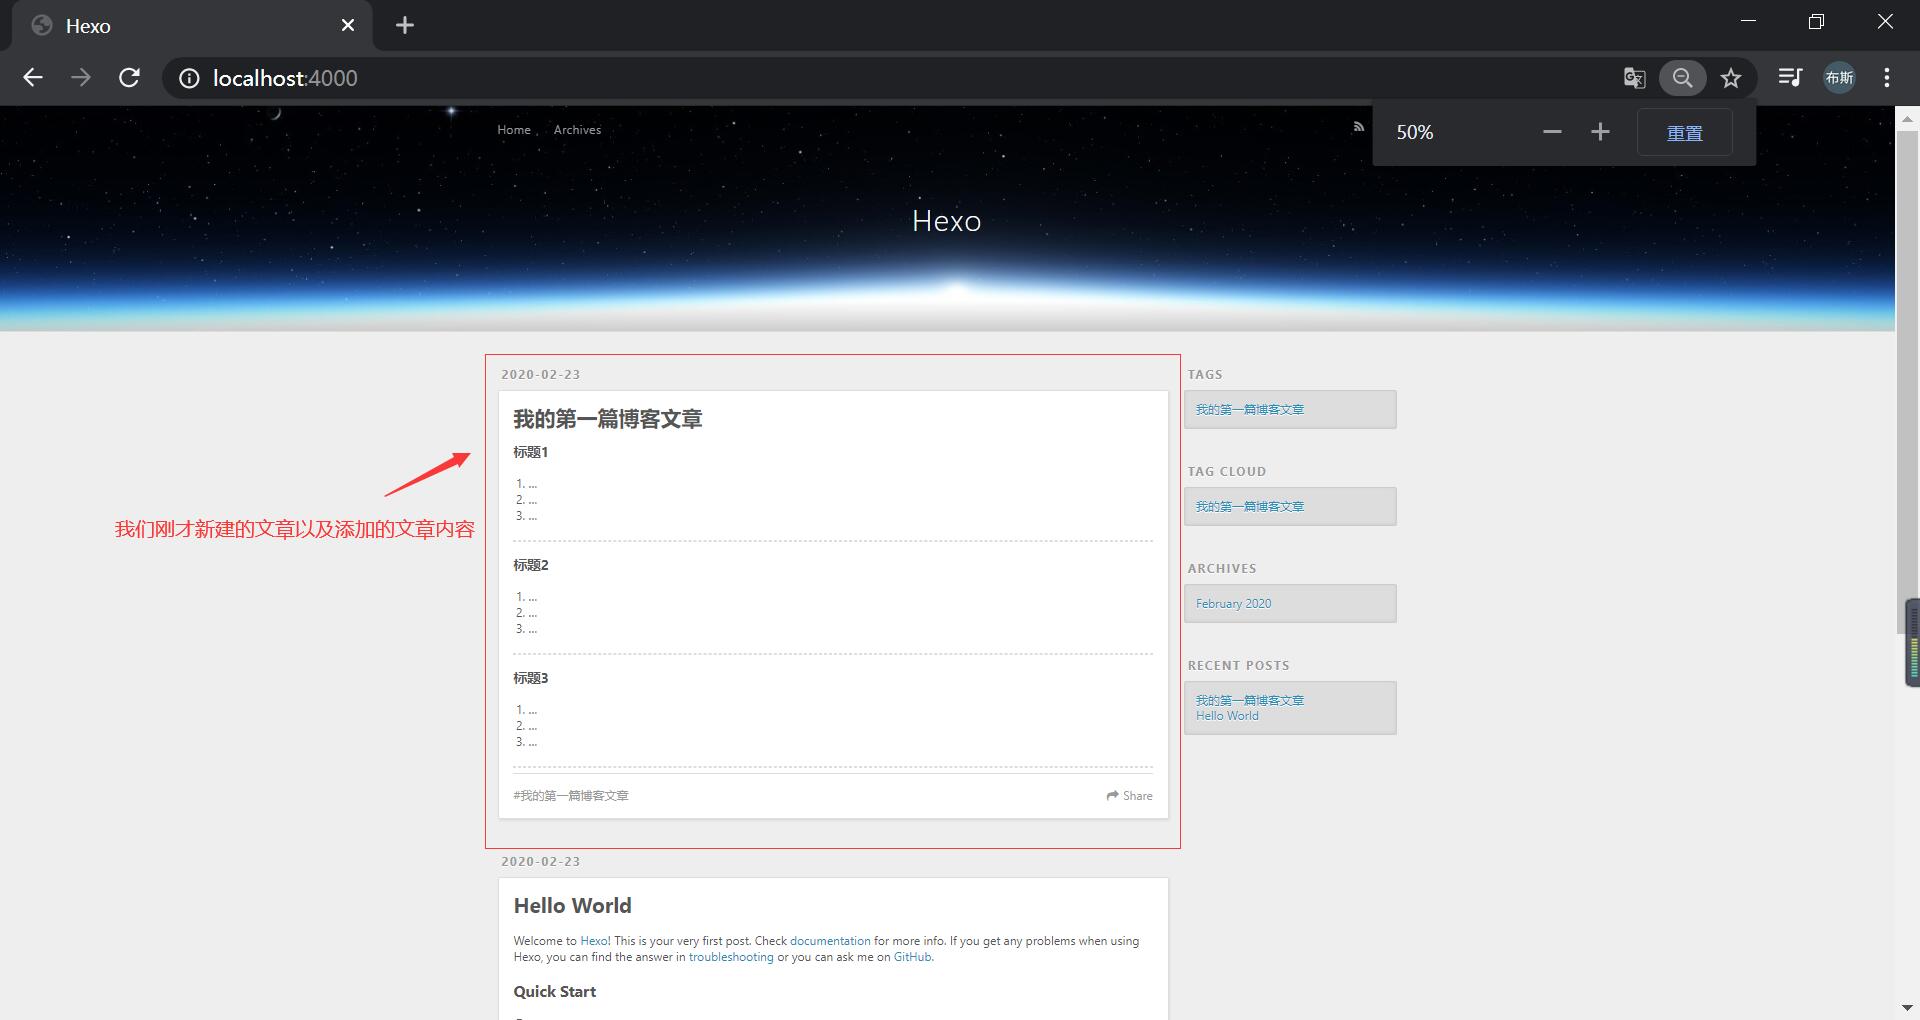 Hexo
localhost:4000
布斯
Home
Archives
50%
重置
Hexo
2020-02-23
我的第一篇博客文章
标题1
1. ...
2. ...
3. ...
标题2
1. ...
2. ...
3. ...
标题3
1. ...
2. ...
3. ...
#我的第一篇博客文章
Share
我们刚才新建的文章以及添加的文章内容
TAGS
我的第一篇博客文章
TAG CLOUD
我的第一篇博客文章
ARCHIVES
February 2020
RECENT POSTS
我的第一篇博客文章
Hello World
2020-02-23
Hello World
Welcome to Hexo! This is your very first post. Check documentation for more info. If you get any problems when using
Hexo, you can find the answer in troubleshooting or you can ask me on GitHub.
Quick Start